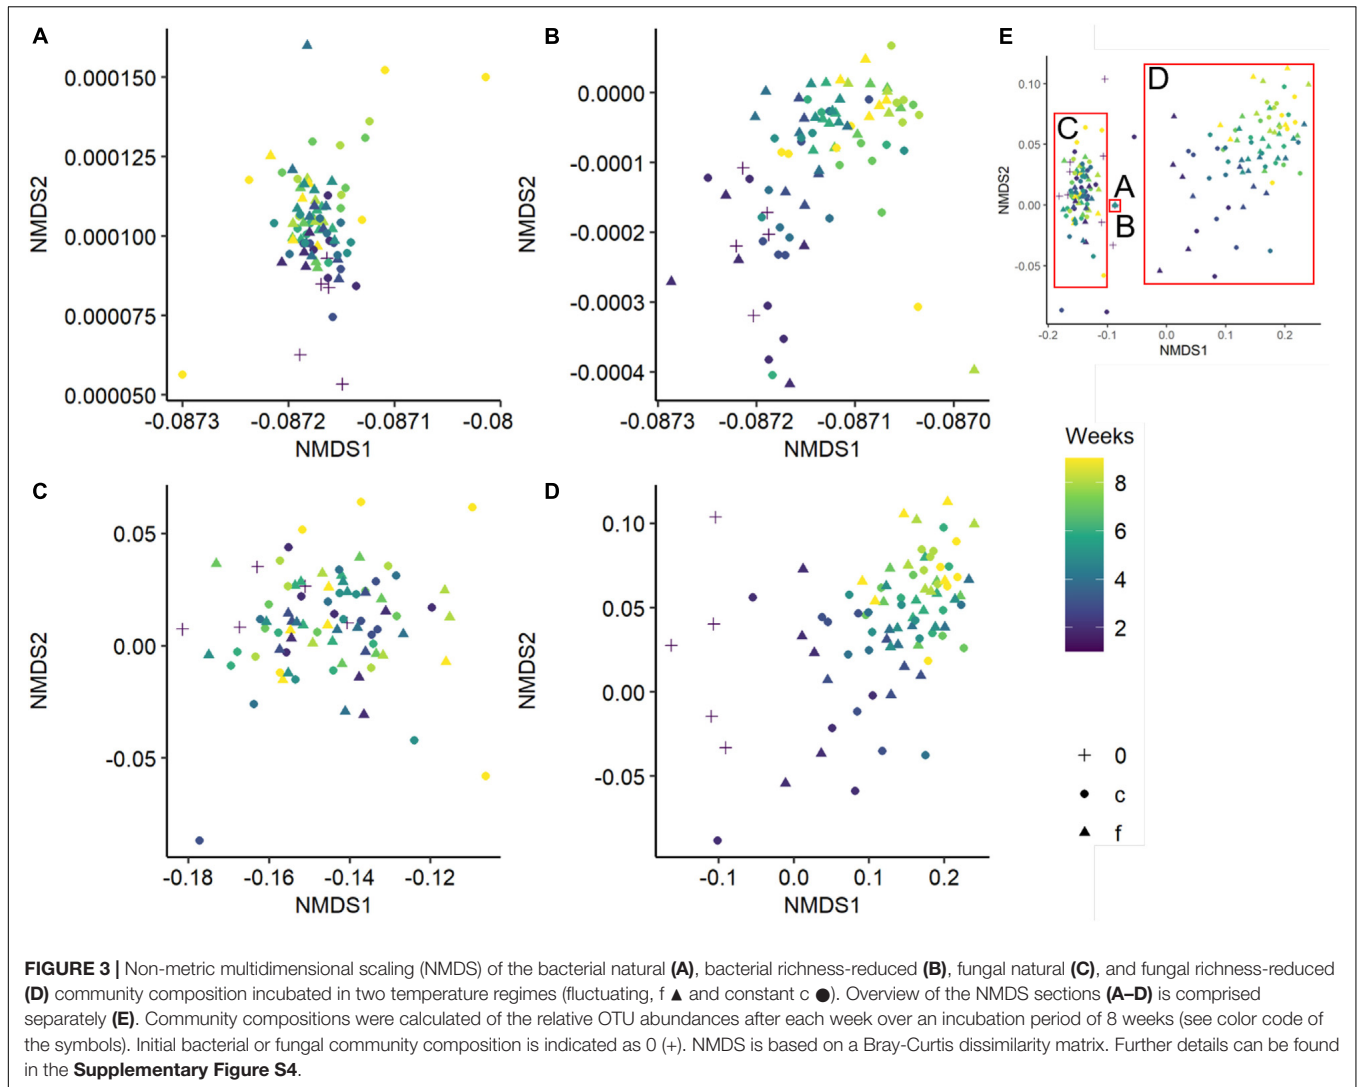 A
0.000150
0.000125
0.000100
0.000075
0.000050
NMDS2
-0.0873 -0.0872 -0.0871 -0.08
NMDS1
B
0.0000
-0.0001
-0.0002
-0.0003
-0.0004
NMDS2
-0.0873 -0.0872 -0.0871 -0.0870
NMDS1
E
0.10
0.05
0.00
-0.05
NMDS2
C
D
A
B
-0.2 -0.1 0.0 0.1 0.2
NMDS1
C
0.05
0.00
-0.05
NMDS2
-0.18 -0.16 -0.14 -0.12
NMDS1
D
0.10
0.05
0.00
-0.05
NMDS2
-0.1 0.0 0.1 0.2
NMDS1
Weeks
8
6
4
2
+ 0
● c
▲ f
FIGURE 3 | Non-metric multidimensional scaling (NMDS) of the bacterial natural (A), bacterial richness-reduced (B), fungal natural (C), and fungal richness-reduced
(D) community composition incubated in two temperature regimes (fluctuating, f ▲ and constant c ●). Overview of the NMDS sections (A–D) is comprised
separately (E). Community compositions were calculated of the relative OTU abundances after each week over an incubation period of 8 weeks (see color code of
the symbols). Initial bacterial or fungal community composition is indicated as 0 (+). NMDS is based on a Bray-Curtis dissimilarity matrix. Further details can be found
in the Supplementary Figure S4.